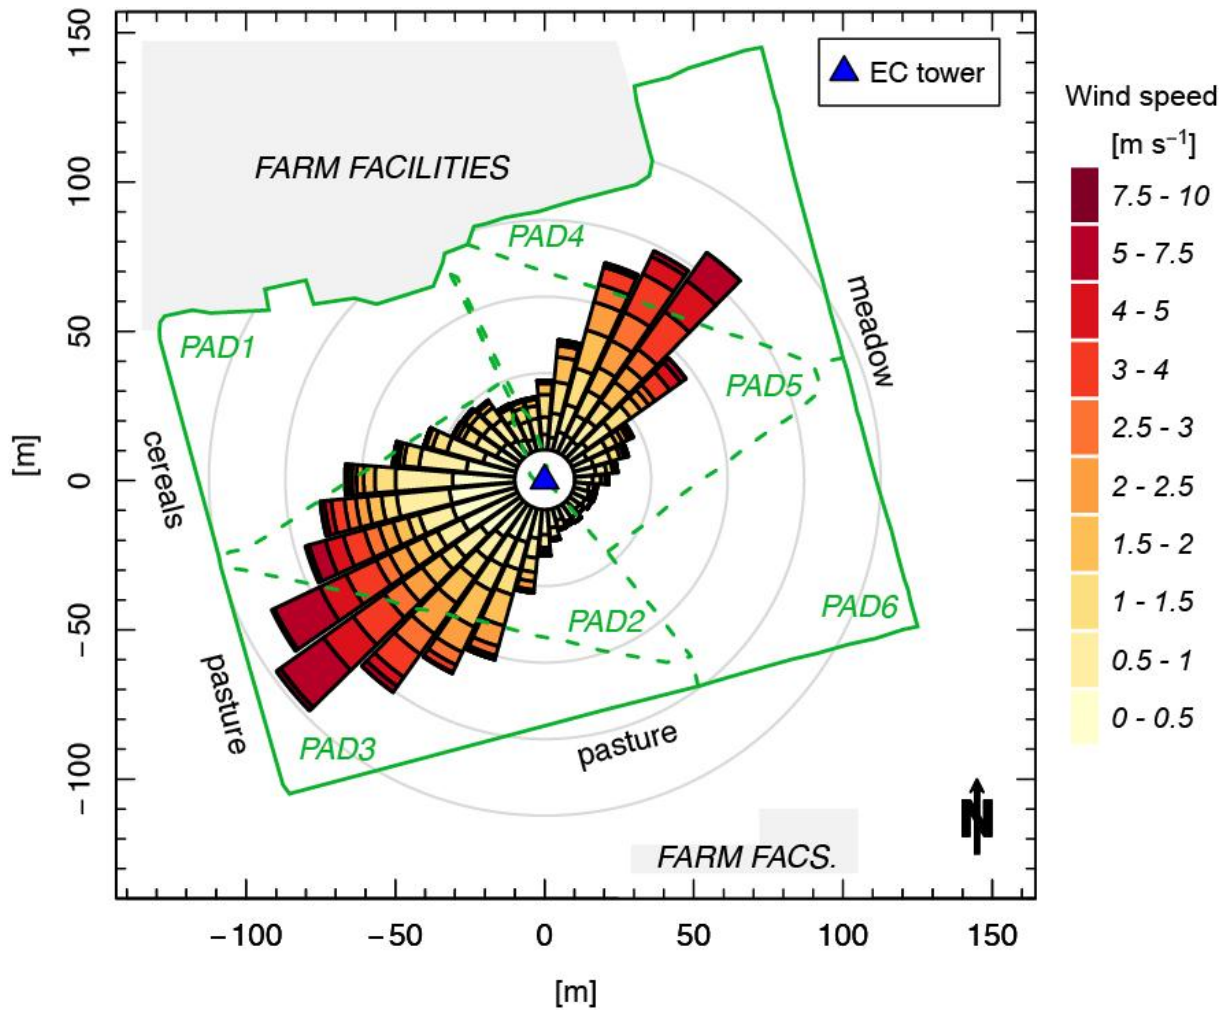 150
100
50
0
−50
−100
[m]
−100
−50
0
50
100
150
[m]
EC tower
FARM FACILITIES
PAD4
PAD1
PAD5
PAD2
PAD6
PAD3
meadow
cereals
pasture
pasture
FARM FACS.
N
Wind speed
[m s−1]
7.5 - 10
5 - 7.5
4 - 5
3 - 4
2.5 - 3
2 - 2.5
1.5 - 2
1 - 1.5
0.5 - 1
0 - 0.5